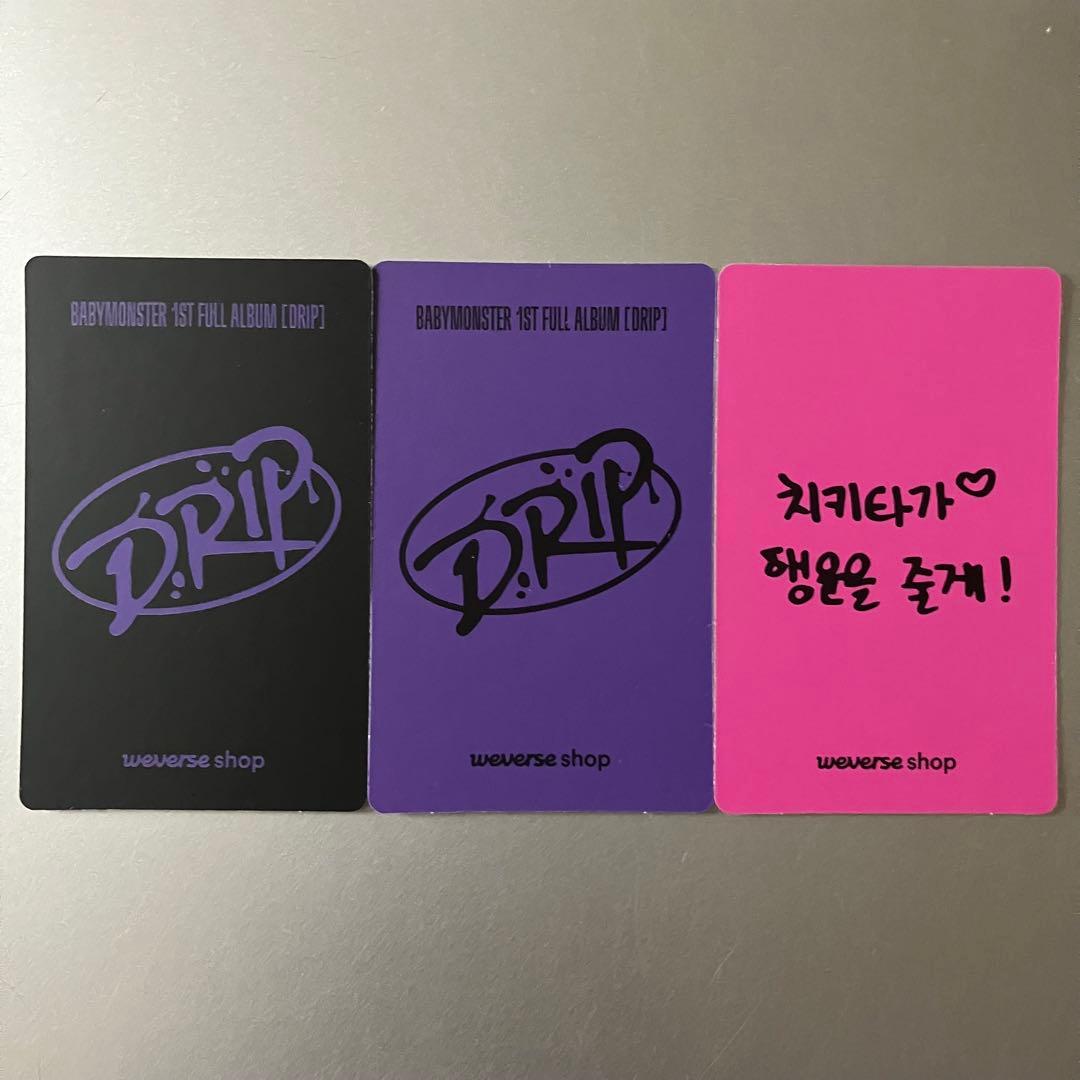 BABYMONSTER 1ST FULL ALBUM [DRIP]
DRIP
weverse shop
BABYMONSTER 1ST FULL ALBUM [DRIP]
DRIP
weverse shop
치키타가♡
행운을 줄게!
weverse shop